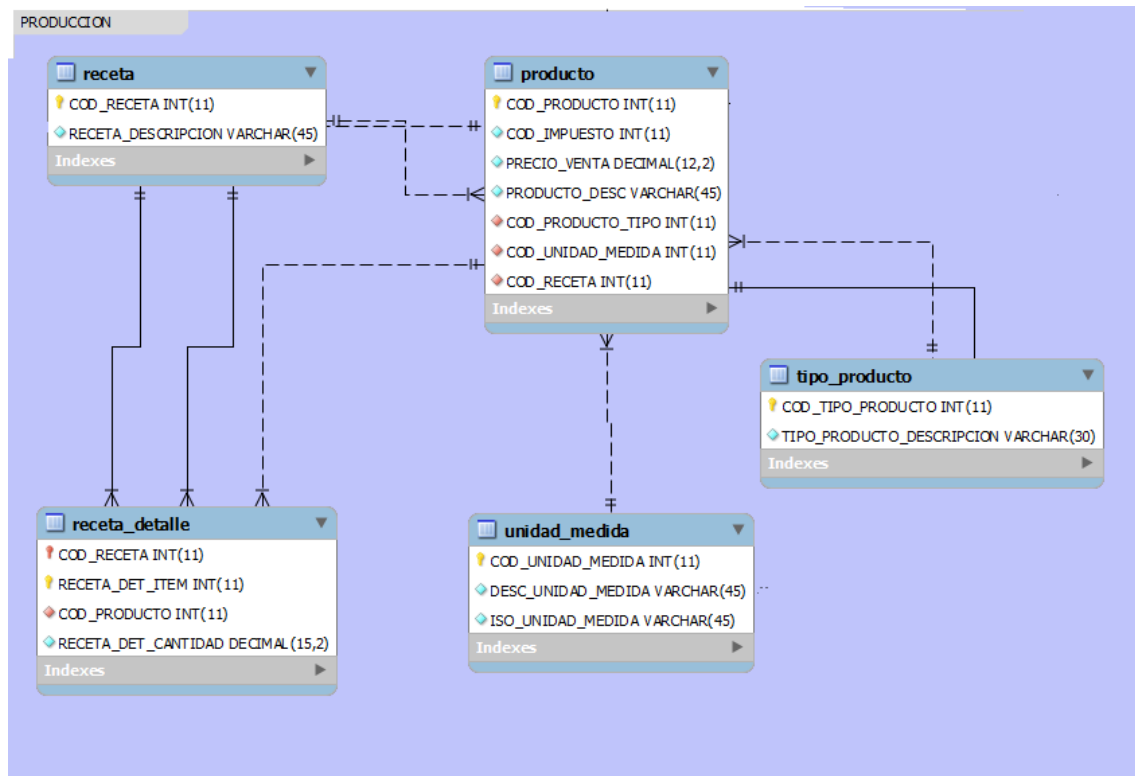 PRODUCCION
receta
COD_RECETA INT(11)
RECETA_DESCRIPCION VARCHAR(45)
Indexes
producto
COD_PRODUCTO INT(11)
COD_IMPUESTO INT(11)
PRECIO_VENTA DECIMAL(12,2)
PRODUCTO_DESC VARCHAR(45)
COD_PRODUCTO_TIPO INT(11)
COD_UNIDAD_MEDIDA INT(11)
COD_RECETA INT(11)
Indexes
tipo_producto
COD_TIPO_PRODUCTO INT(11)
TIPO_PRODUCTO_DESCRIPCION VARCHAR(30)
Indexes
receta_detalle
COD_RECETA INT(11)
RECETA_DET_ITEM INT(11)
COD_PRODUCTO INT(11)
RECETA_DET_CANTIDAD DECIMAL(15,2)
Indexes
unidad_medida
COD_UNIDAD_MEDIDA INT(11)
DESC_UNIDAD_MEDIDA VARCHAR(45)
ISO_UNIDAD_MEDIDA VARCHAR(45)
Indexes